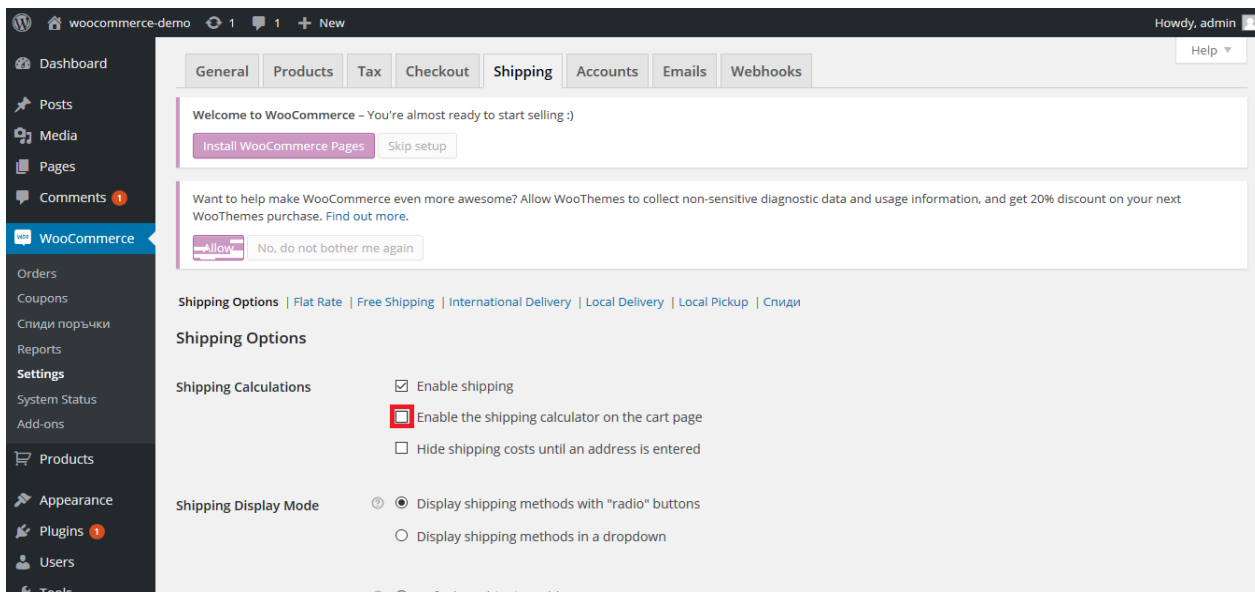 woocommerce-demo 1 1 + New Howdy, admin
Help ▼
Dashboard
Posts
Media
Pages
Comments 1
WooCommerce
Orders
Coupons
Спиди поръчки
Reports
Settings
System Status
Add-ons
Products
Appearance
Plugins 1
Users
Tools
General Products Tax Checkout Shipping Accounts Emails Webhooks
Welcome to WooCommerce – You're almost ready to start selling :)
Install WooCommerce Pages Skip setup
Want to help make WooCommerce even more awesome? Allow WooThemes to collect non-sensitive diagnostic data and usage information, and get 20% discount on your next
WooThemes purchase. Find out more.
Allow No, do not bother me again
Shipping Options | Flat Rate | Free Shipping | International Delivery | Local Delivery | Local Pickup | Спиди
Shipping Options
Shipping Calculations Enable shipping
Enable the shipping calculator on the cart page
Hide shipping costs until an address is entered
Shipping Display Mode Display shipping methods with "radio" buttons
Display shipping methods in a dropdown